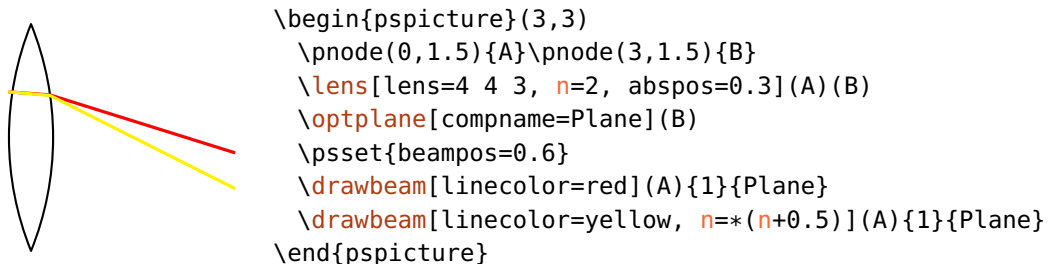 \begin{pspicture}(3,3)
  \pnode(0,1.5){A}\pnode(3,1.5){B}
  \lens[lens=4 4 3, n=2, abspos=0.3](A)(B)
  \optplane[compname=Plane](B)
  \psset{beampos=0.6}
  \drawbeam[linecolor=red](A){1}{Plane}
  \drawbeam[linecolor=yellow, n=*(n+0.5)](A){1}{Plane}
\end{pspicture}